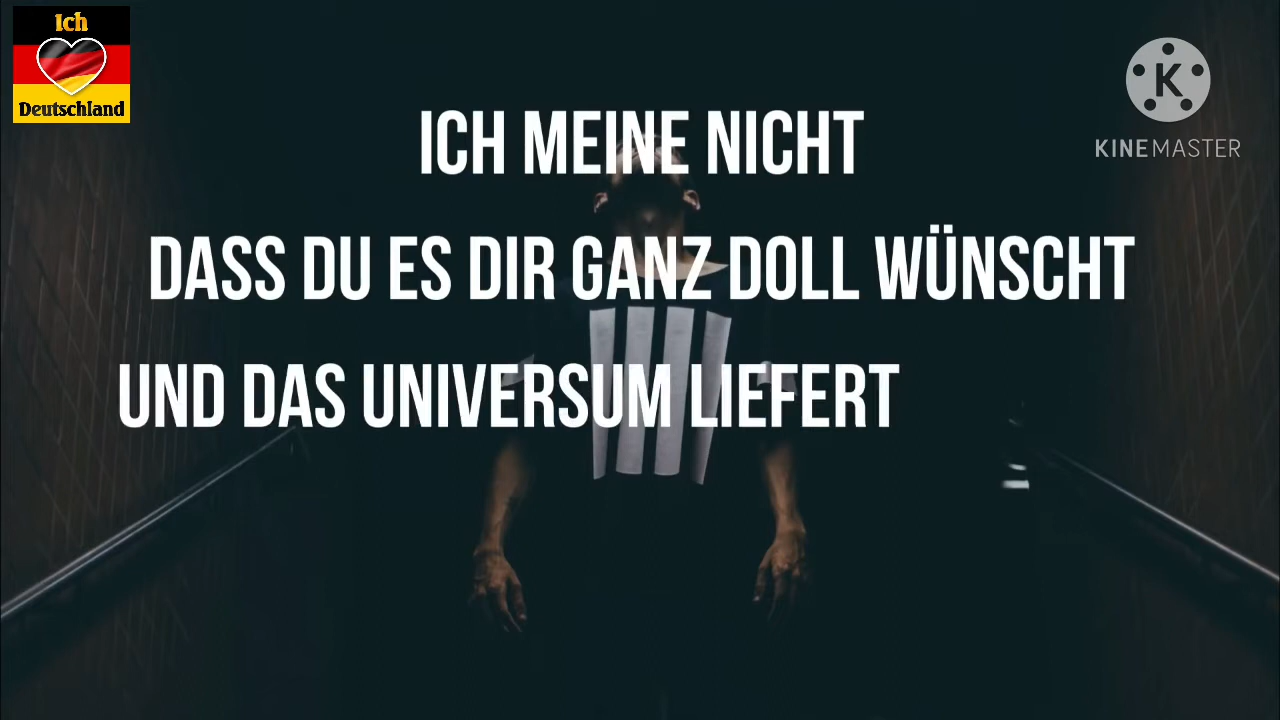 Ich
Deutschland
K
KINEMASTER
ICH MEINE NICHT
DASS DU ES DIR GANZ DOLL WÜNSCHT
UND DAS UNIVERSUM LIEFERT